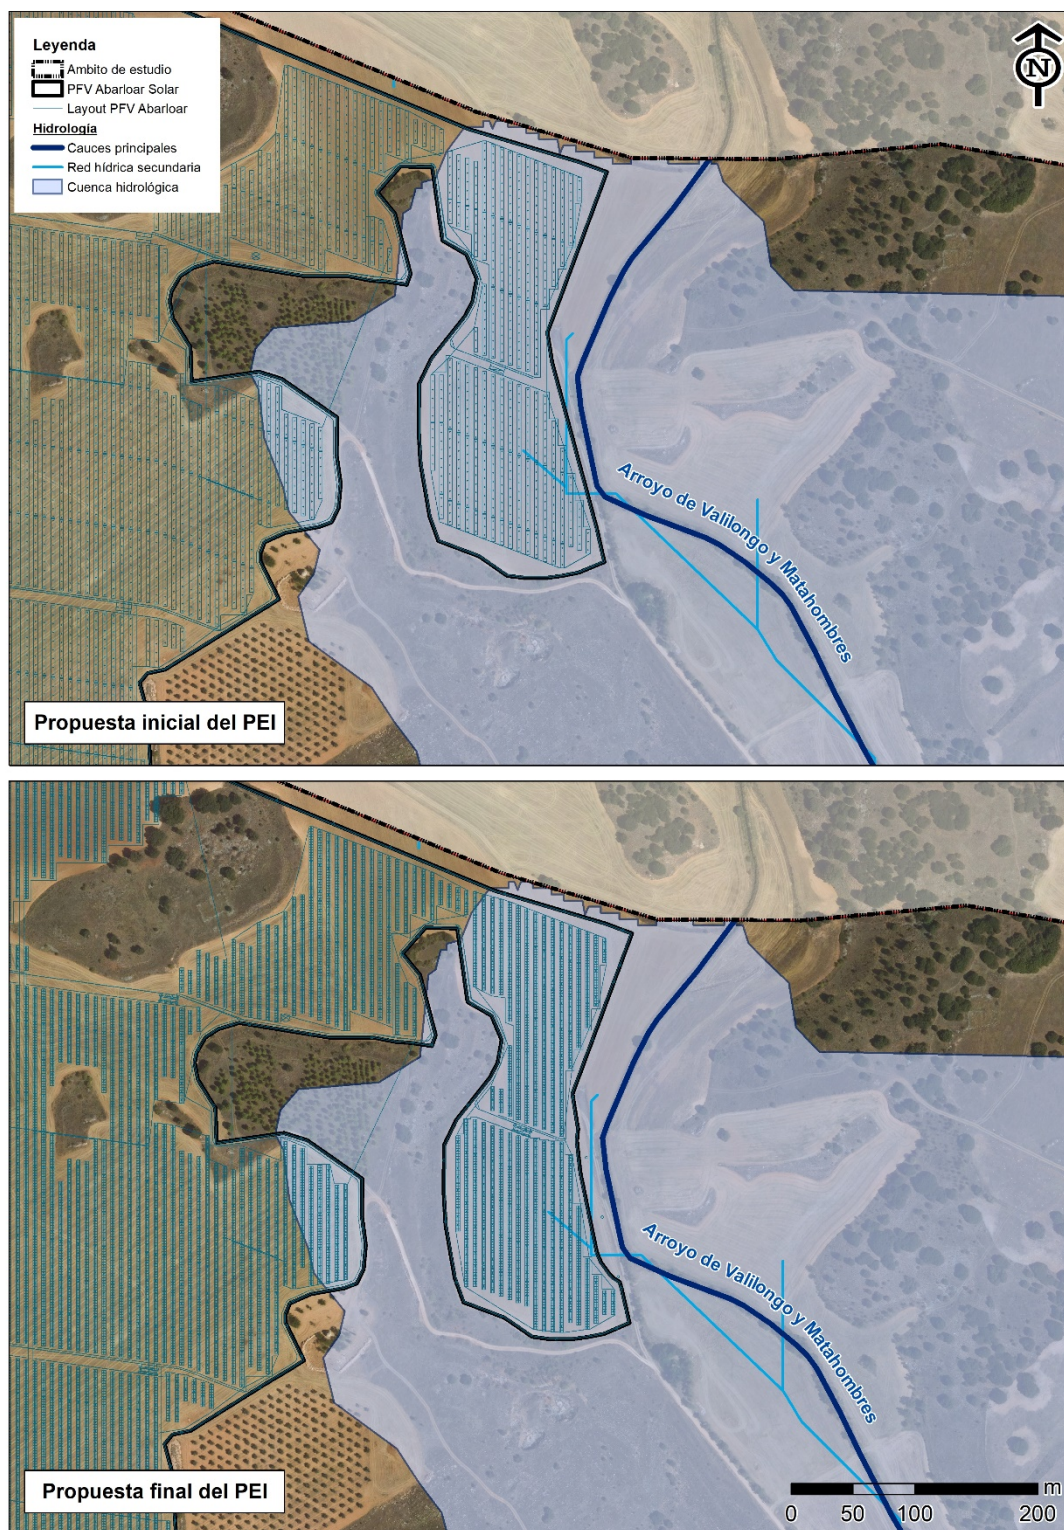 Leyenda
Ambito de estudio
PFV Abarloar Solar
Layout PFV Abarloar
Hidrología
Cauces principales
Red hídrica secundaria
Cuenca hidrológica
N
Arroyo de Valilongo y Matahombres
Propuesta inicial del PEI
Arroyo de Valilongo y Matahombres
Propuesta final del PEI
m
0 50 100 200